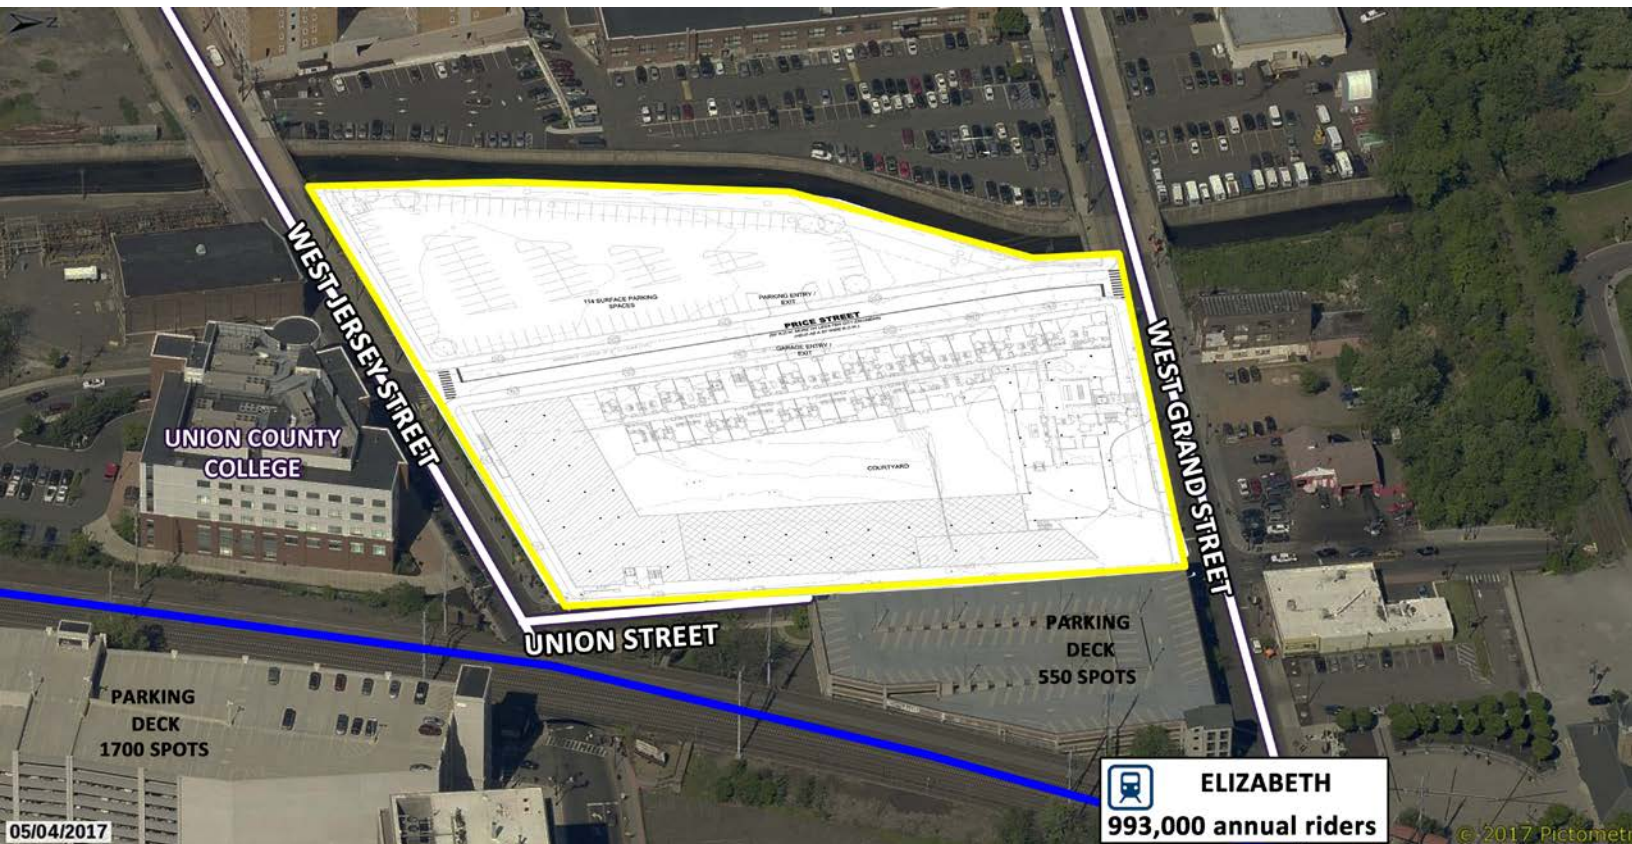 N
WEST JERSEY STREET
114 SURFACE PARKING
SPACES
PARKING ENTRY /
EXIT
PRICE STREET
GARAGE ENTRY /
EXIT
WEST GRAND STREET
UNION COUNTY
COLLEGE
COURTYARD
UNION STREET
PARKING
DECK
550 SPOTS
PARKING
DECK
1700 SPOTS
ELIZABETH
993,000 annual riders
05/04/2017
© 2017 Pictometr